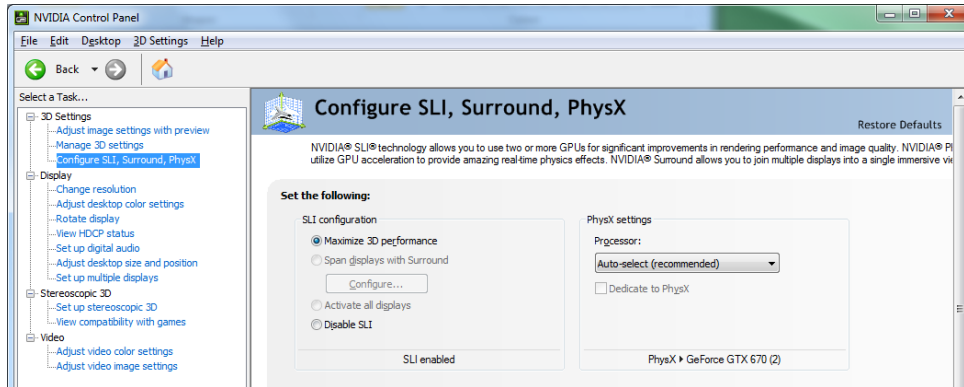 NVIDIA Control Panel
File Edit Desktop 3D Settings Help
Back
Select a Task...
3D Settings
Adjust image settings with preview
Manage 3D settings
Configure SLI, Surround, PhysX
Display
Change resolution
Adjust desktop color settings
Rotate display
View HDCP status
Set up digital audio
Adjust desktop size and position
Set up multiple displays
Stereoscopic 3D
Set up stereoscopic 3D
View compatibility with games
Video
Adjust video color settings
Adjust video image settings
Configure SLI, Surround, PhysX
Restore Defaults
NVIDIA® SLI® technology allows you to use two or more GPUs for significant improvements in rendering performance and image quality. NVIDIA® P
utilize GPU acceleration to provide amazing real-time physics effects. NVIDIA® Surround allows you to join multiple displays into a single immersive vi
Set the following:
SLI configuration
Maximize 3D performance
Span displays with Surround
Configure...
Activate all displays
Disable SLI
SLI enabled
PhysX settings
Processor:
Auto-select (recommended)
Dedicate to PhysX
PhysX ▸ GeForce GTX 670 (2)